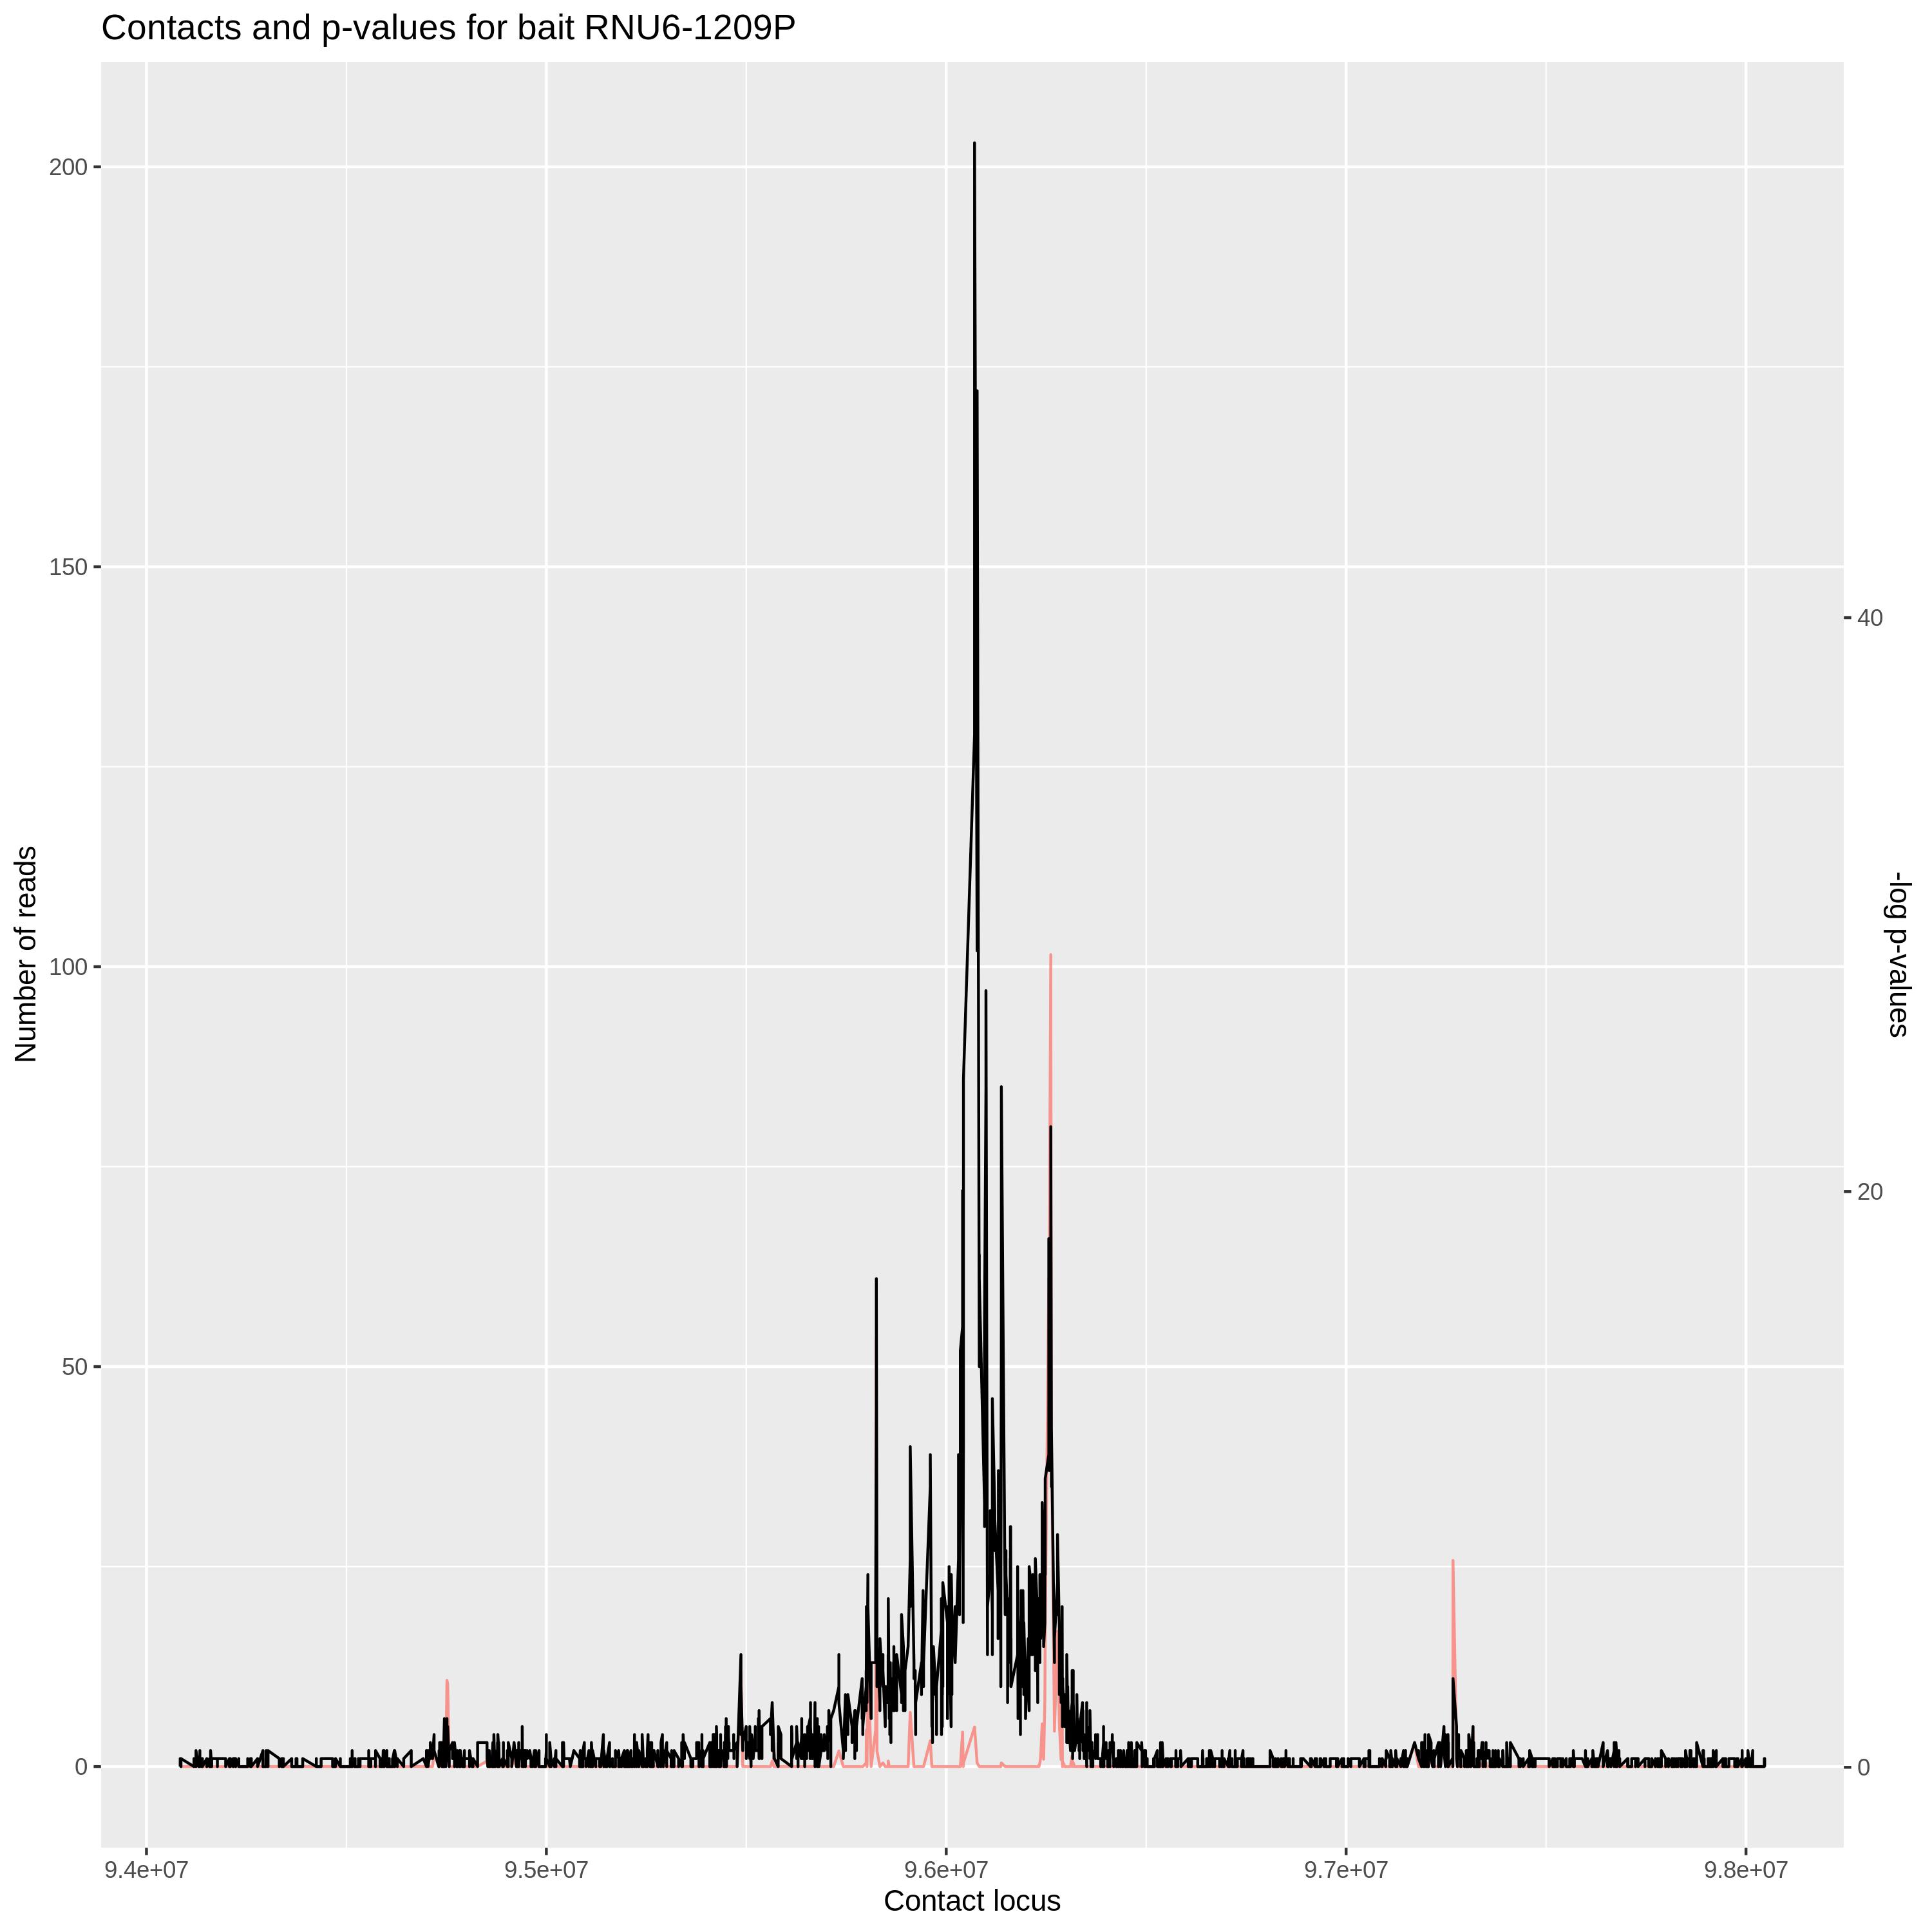 Contacts and p-values for bait RNU6-1209P
200
150
100
50
0
40
20
0
Number of reads
-log p-values
9.4e+07 9.5e+07 9.6e+07 9.7e+07 9.8e+07
Contact locus